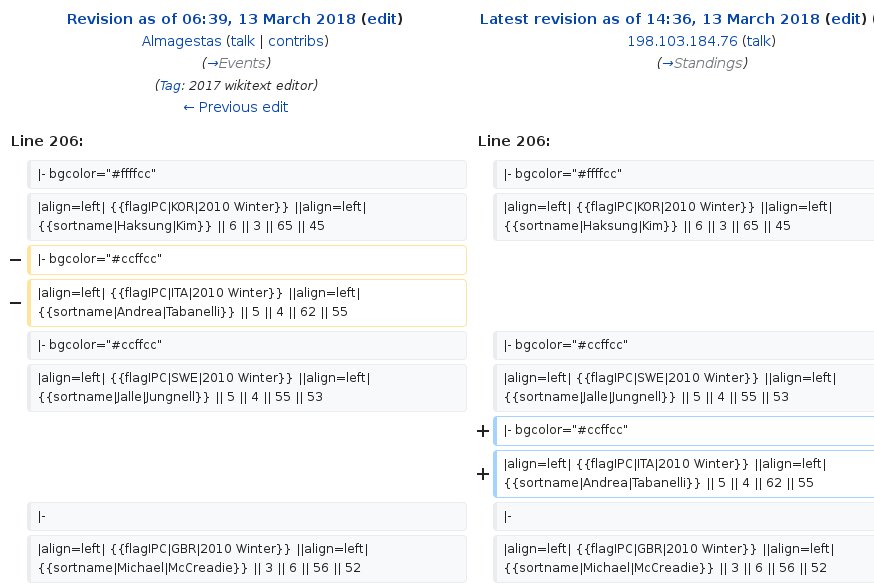 Revision as of 06:39, 13 March 2018 (edit)
Almagestas (talk | contribs)
(→Events)
(Tag: 2017 wikitext editor)
← Previous edit
Latest revision as of 14:36, 13 March 2018 (edit) (
198.103.184.76 (talk)
(→Standings)
Line 206:
|- bgcolor="#ffffcc"
|align=left| {{flagIPC|KOR|2010 Winter}} ||align=left|
{{sortname|Haksung|Kim}} || 6 || 3 || 65 || 45
− |- bgcolor="#ccffcc"
− |align=left| {{flagIPC|ITA|2010 Winter}} ||align=left|
{{sortname|Andrea|Tabanelli}} || 5 || 4 || 62 || 55
|- bgcolor="#ccffcc"
|align=left| {{flagIPC|SWE|2010 Winter}} ||align=left|
{{sortname|Jalle|Jungnell}} || 5 || 4 || 55 || 53
|-
|align=left| {{flagIPC|GBR|2010 Winter}} ||align=left|
{{sortname|Michael|McCreadie}} || 3 || 6 || 56 || 52
Line 206:
|- bgcolor="#ffffcc"
|align=left| {{flagIPC|KOR|2010 Winter}} ||align=left|
{{sortname|Haksung|Kim}} || 6 || 3 || 65 || 45
|- bgcolor="#ccffcc"
|align=left| {{flagIPC|SWE|2010 Winter}} ||align=left|
{{sortname|Jalle|Jungnell}} || 5 || 4 || 55 || 53
+ |- bgcolor="#ccffcc"
+ |align=left| {{flagIPC|ITA|2010 Winter}} ||align=left|
{{sortname|Andrea|Tabanelli}} || 5 || 4 || 62 || 55
|-
|align=left| {{flagIPC|GBR|2010 Winter}} ||align=left|
{{sortname|Michael|McCreadie}} || 3 || 6 || 56 || 52